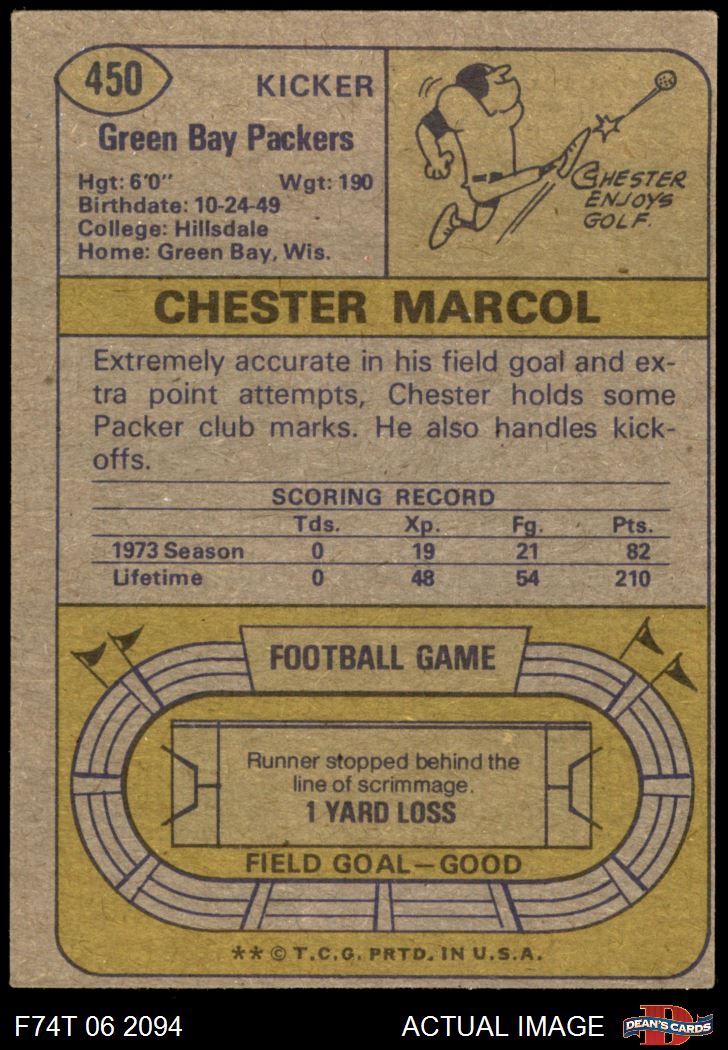 450
KICKER
Green Bay Packers
Hgt: 6'0" Wgt: 190
Birthdate: 10-24-49
College: Hillsdale
Home: Green Bay, Wis.
CHESTER
ENJOYS
GOLF.
CHESTER MARCOL
Extremely accurate in his field goal and ex-
tra point attempts, Chester holds some
Packer club marks. He also handles kick-
offs.
SCORING RECORD
Tds. Xp. Fg. Pts.
1973 Season 0 19 21 82
Lifetime 0 48 54 210
FOOTBALL GAME
Runner stopped behind the
line of scrimmage.
1 YARD LOSS
FIELD GOAL—GOOD
** © T.C.G. PRTD. IN U.S.A.
F74T 06 2094 ACTUAL IMAGE
D
DEAN'S CARDS